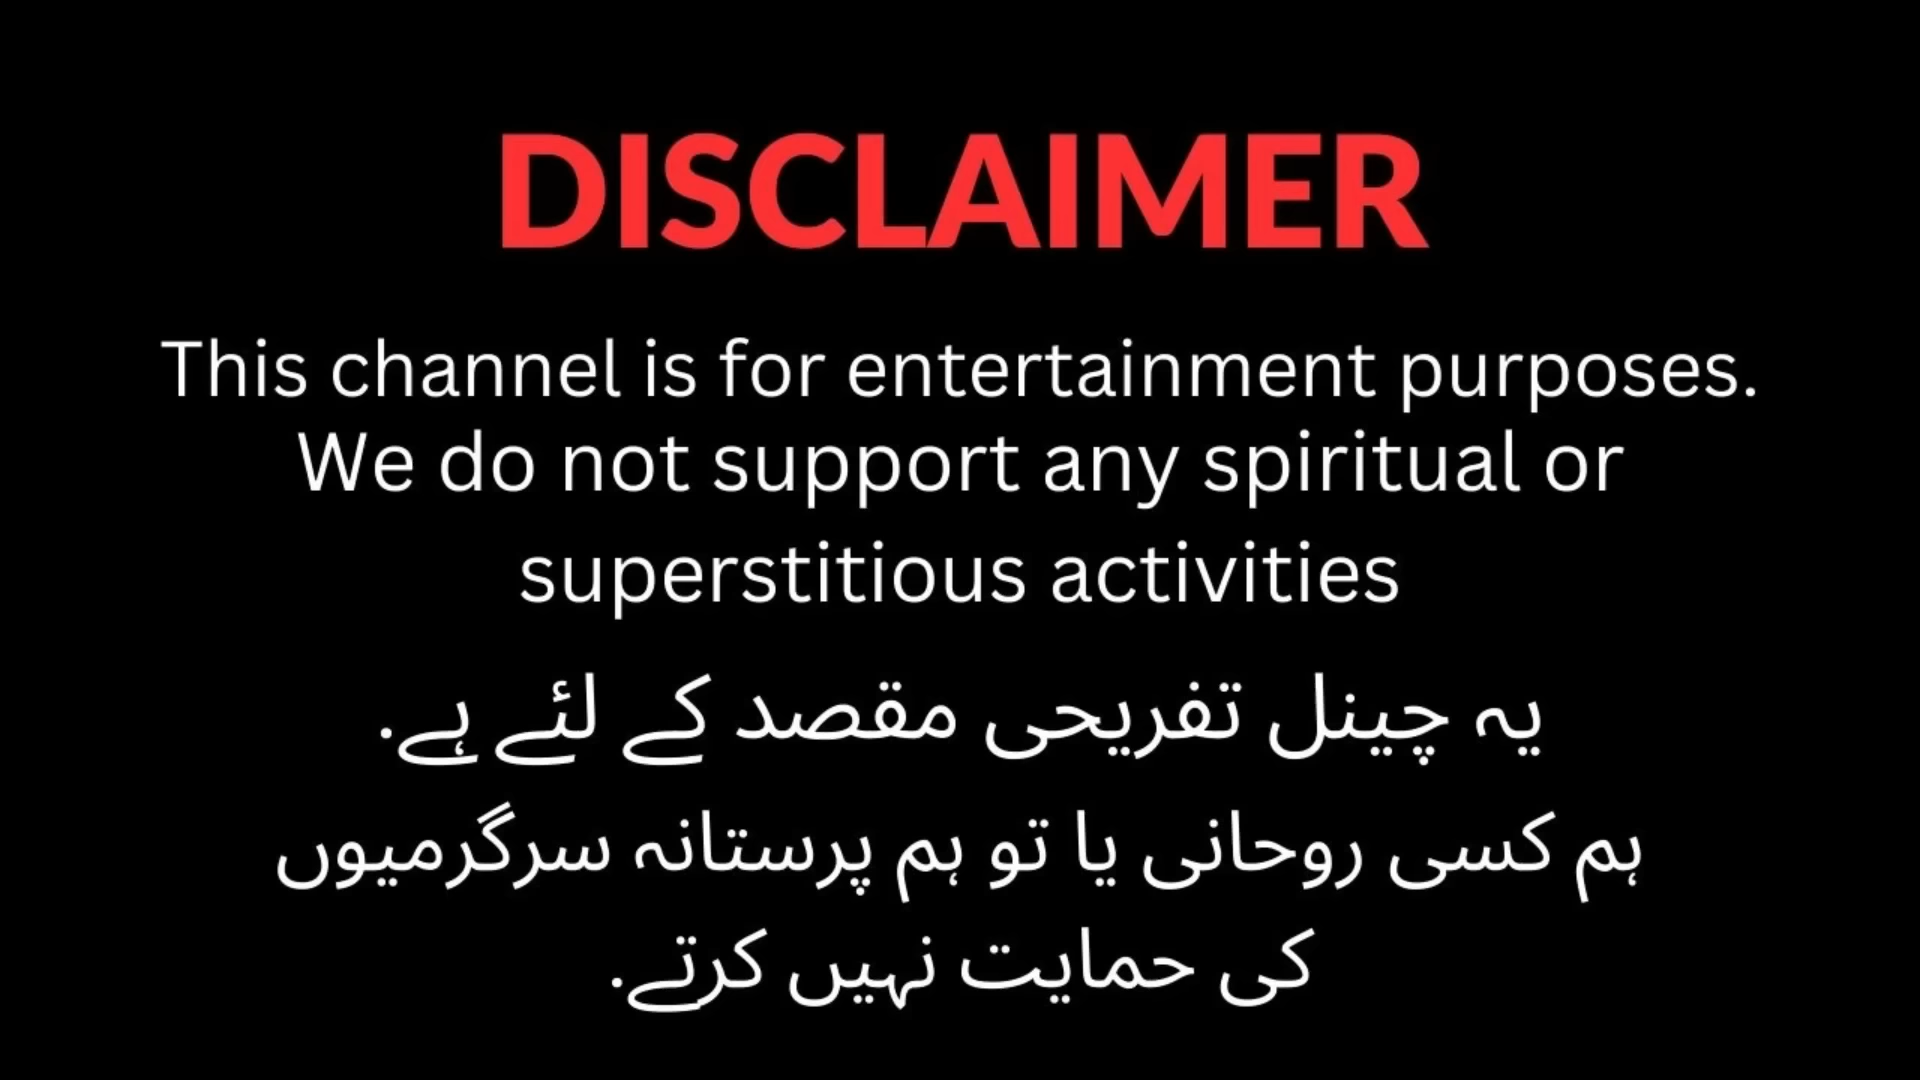 DISCLAIMER
This channel is for entertainment purposes.
We do not support any spiritual or
superstitious activities
یہ چینل تفریحی مقصد کے لئے ہے.
ہم کسی روحانی یا تو ہم پرستانہ سرگرمیوں
کی حمایت نہیں کرتے.